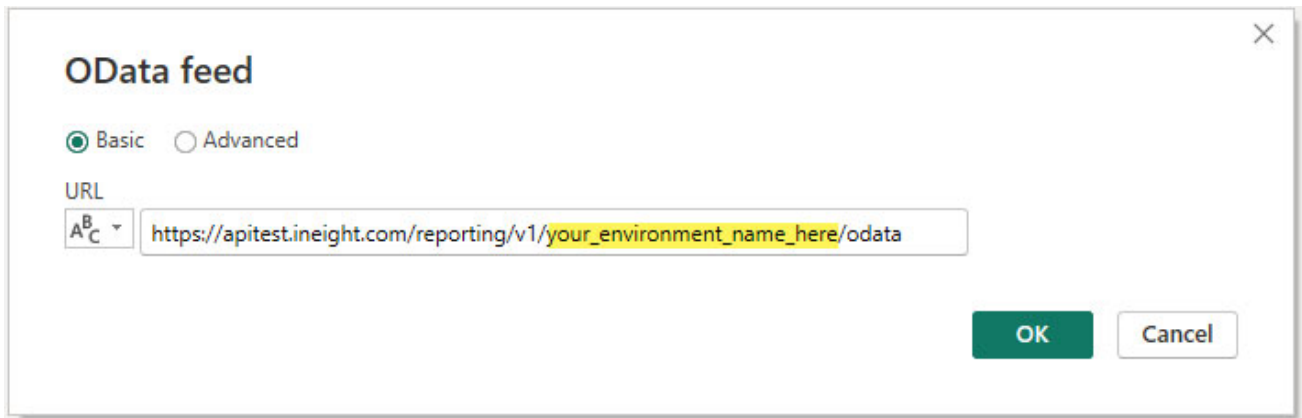 OData feed
Basic Advanced
URL
ABC https://apitest.ineight.com/reporting/v1/your_environment_name_here/odata
OK Cancel